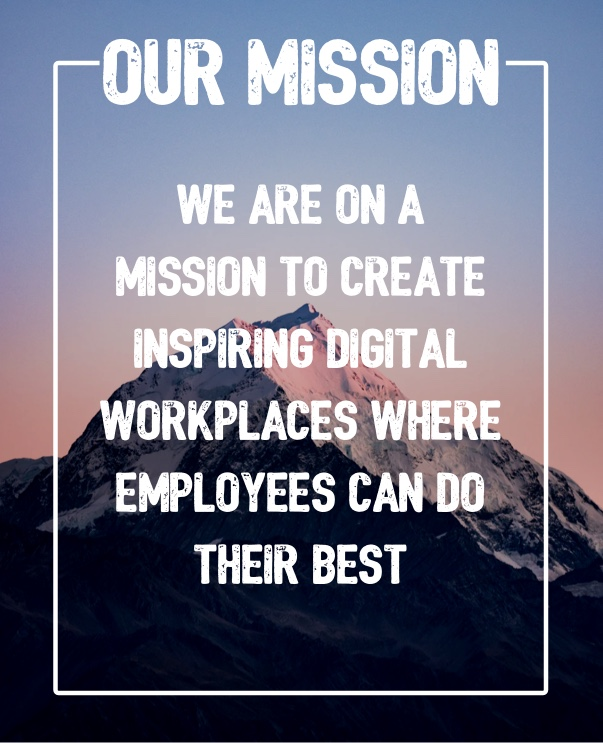 OUR MISSION
WE ARE ON A
MISSION TO CREATE
INSPIRING DIGITAL
WORKPLACES WHERE
EMPLOYEES CAN DO
THEIR BEST